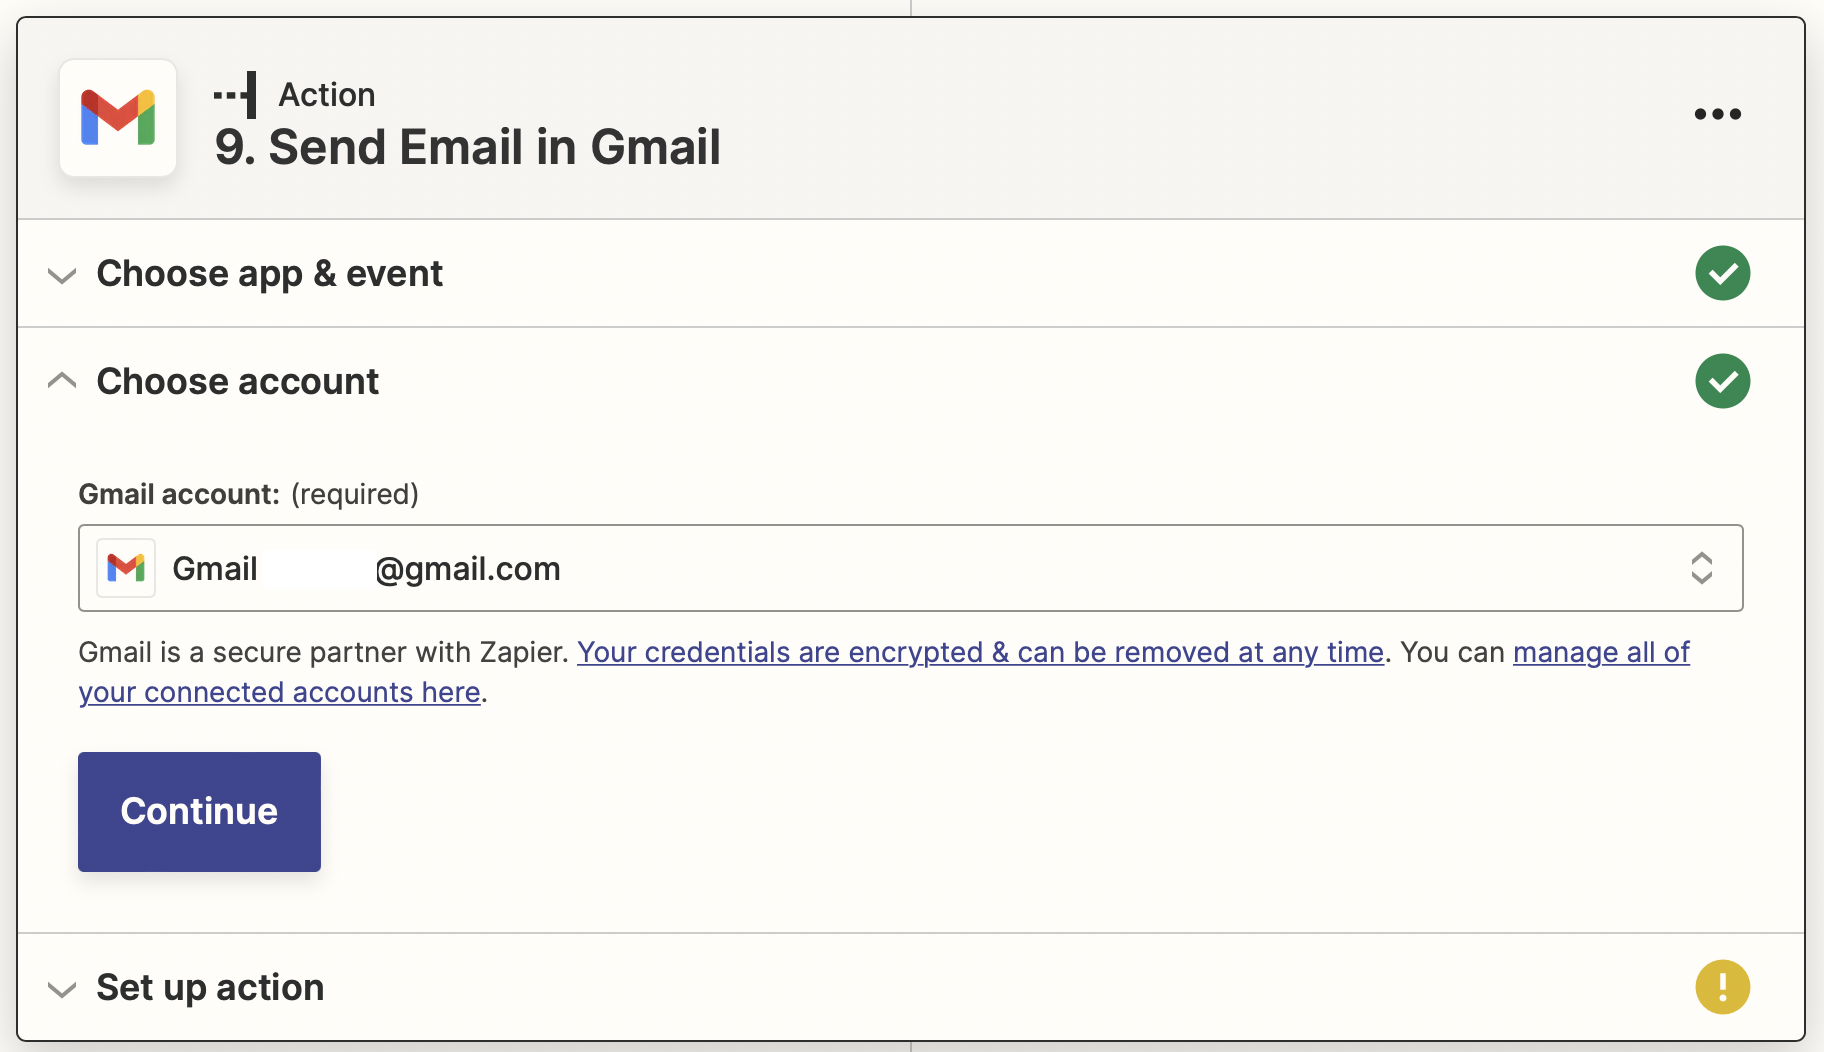 Action
9. Send Email in Gmail
Choose app & event
Choose account
Gmail account: (required)
Gmail @gmail.com
Gmail is a secure partner with Zapier. Your credentials are encrypted & can be removed at any time. You can manage all of
your connected accounts here.
Continue
Set up action